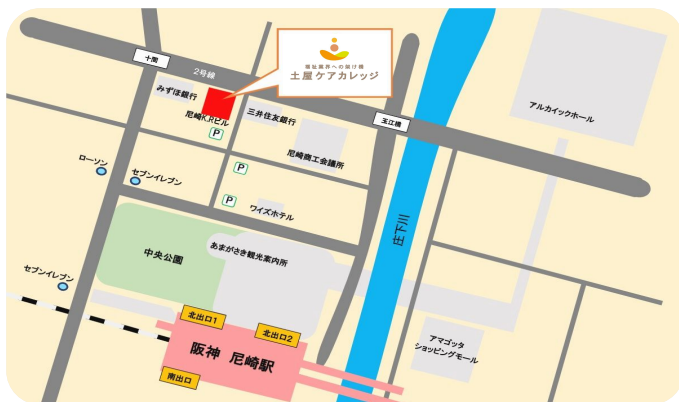 十間
2号線
福祉業界への架け橋
土屋ケアカレッジ
みずほ銀行
尼崎K.Rビル
P
三井住友銀行
玉江橋
アルカイックホール
尼崎商工会議所
ローソン
セブンイレブン
P
P
ワイズホテル
庄下川
中央公園
あまがさき観光案内所
セブンイレブン
北出口1
北出口2
阪神 尼崎駅
南出口
アマゴッタ
ショッピングモール